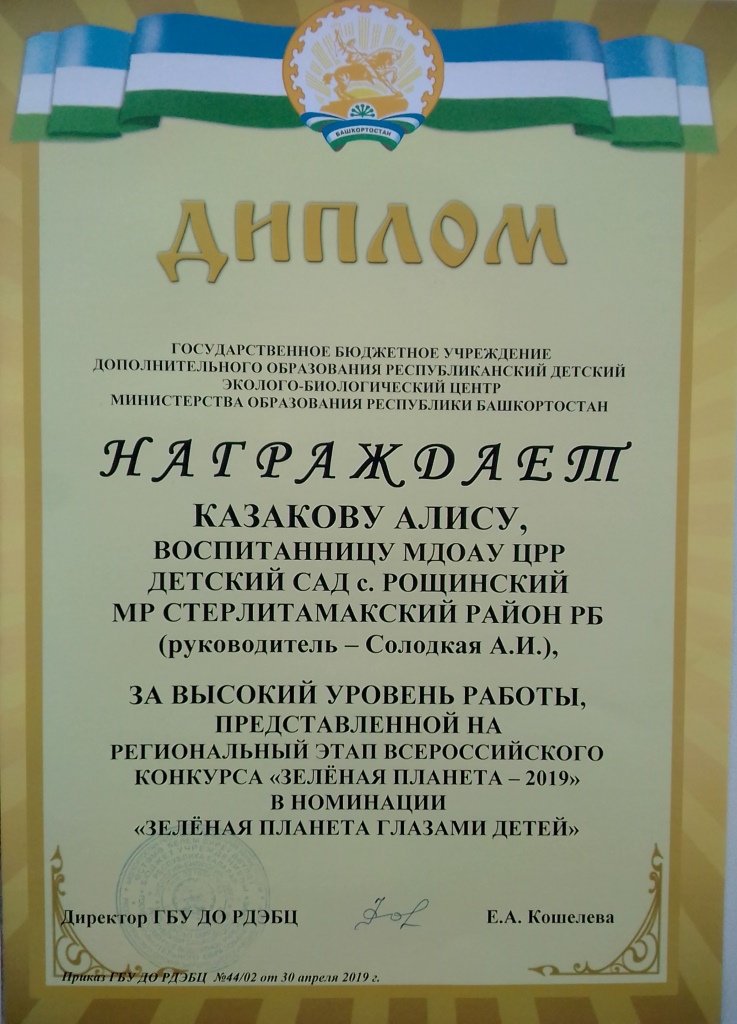 БАШКОРТОСТАН
ДИПЛОМ
ГОСУДАРСТВЕННОЕ БЮДЖЕТНОЕ УЧРЕЖДЕНИЕ
ДОПОЛНИТЕЛЬНОГО ОБРАЗОВАНИЯ РЕСПУБЛИКАНСКИЙ ДЕТСКИЙ
ЭКОЛОГО-БИОЛОГИЧЕСКИЙ ЦЕНТР
МИНИСТЕРСТВА ОБРАЗОВАНИЯ РЕСПУБЛИКИ БАШКОРТОСТАН
НАГРАЖДАЕТ
КАЗАКОВУ АЛИСУ,
ВОСПИТАННИЦУ МДОАУ ЦРР
ДЕТСКИЙ САД с. РОЩИНСКИЙ
МР СТЕРЛИТАМАКСКИЙ РАЙОН РБ
(руководитель – Солодкая А.И.),
ЗА ВЫСОКИЙ УРОВЕНЬ РАБОТЫ,
ПРЕДСТАВЛЕННОЙ НА
РЕГИОНАЛЬНЫЙ ЭТАП ВСЕРОССИЙСКОГО
КОНКУРСА «ЗЕЛЁНАЯ ПЛАНЕТА – 2019»
В НОМИНАЦИИ
«ЗЕЛЁНАЯ ПЛАНЕТА ГЛАЗАМИ ДЕТЕЙ»
Директор ГБУ ДО РДЭБЦ Е.А. Кошелева
Приказ ГБУ ДО РДЭБЦ №44/02 от 30 апреля 2019 г.